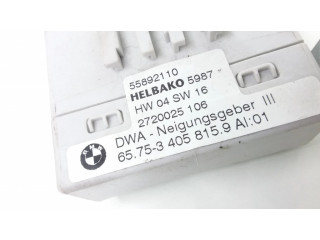 55892110
HELBAKO 5987
HW 04 SW 16
2720025 106
DWA - Neigungsgeber III
65.75-3 405 815.9 AI:01